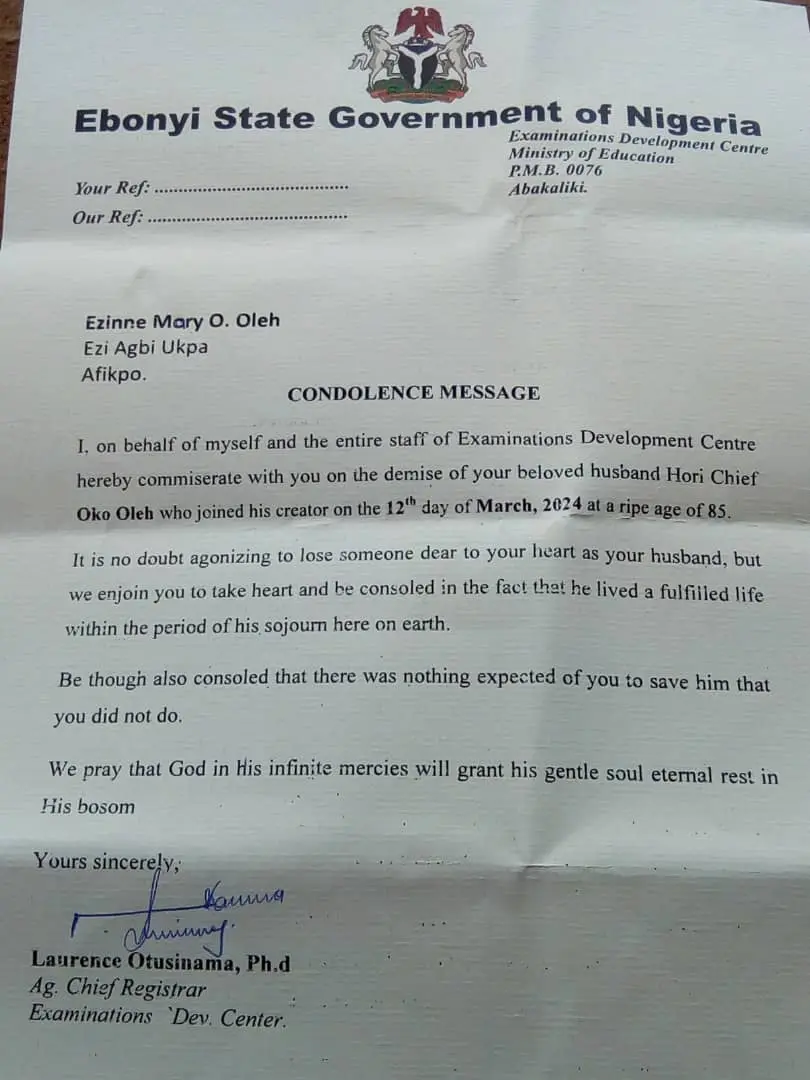 Ebonyi State Government of Nigeria
Examinations Development Centre
Ministry of Education
P.M.B. 0076
Abakaliki.
Your Ref: ........................................
Our Ref: ........................................
Ezinne Mary O. Oleh
Ezi Agbi Ukpa
Afikpo.
CONDOLENCE MESSAGE
I, on behalf of myself and the entire staff of Examinations Development Centre
hereby commiserate with you on the demise of your beloved husband Hori Chief
Oko Oleh who joined his creator on the 12th day of March, 2024 at a ripe age of 85.
It is no doubt agonizing to lose someone dear to your heart as your husband, but
we enjoin you to take heart and be consoled in the fact that he lived a fulfilled life
within the period of his sojourn here on earth.
Be though also consoled that there was nothing expected of you to save him that
you did not do.
We pray that God in His infinite mercies will grant his gentle soul eternal rest in
His bosom
Yours sincerely,
Laurence Otusinama, Ph.d
Ag. Chief Registrar
Examinations `Dev. Center.